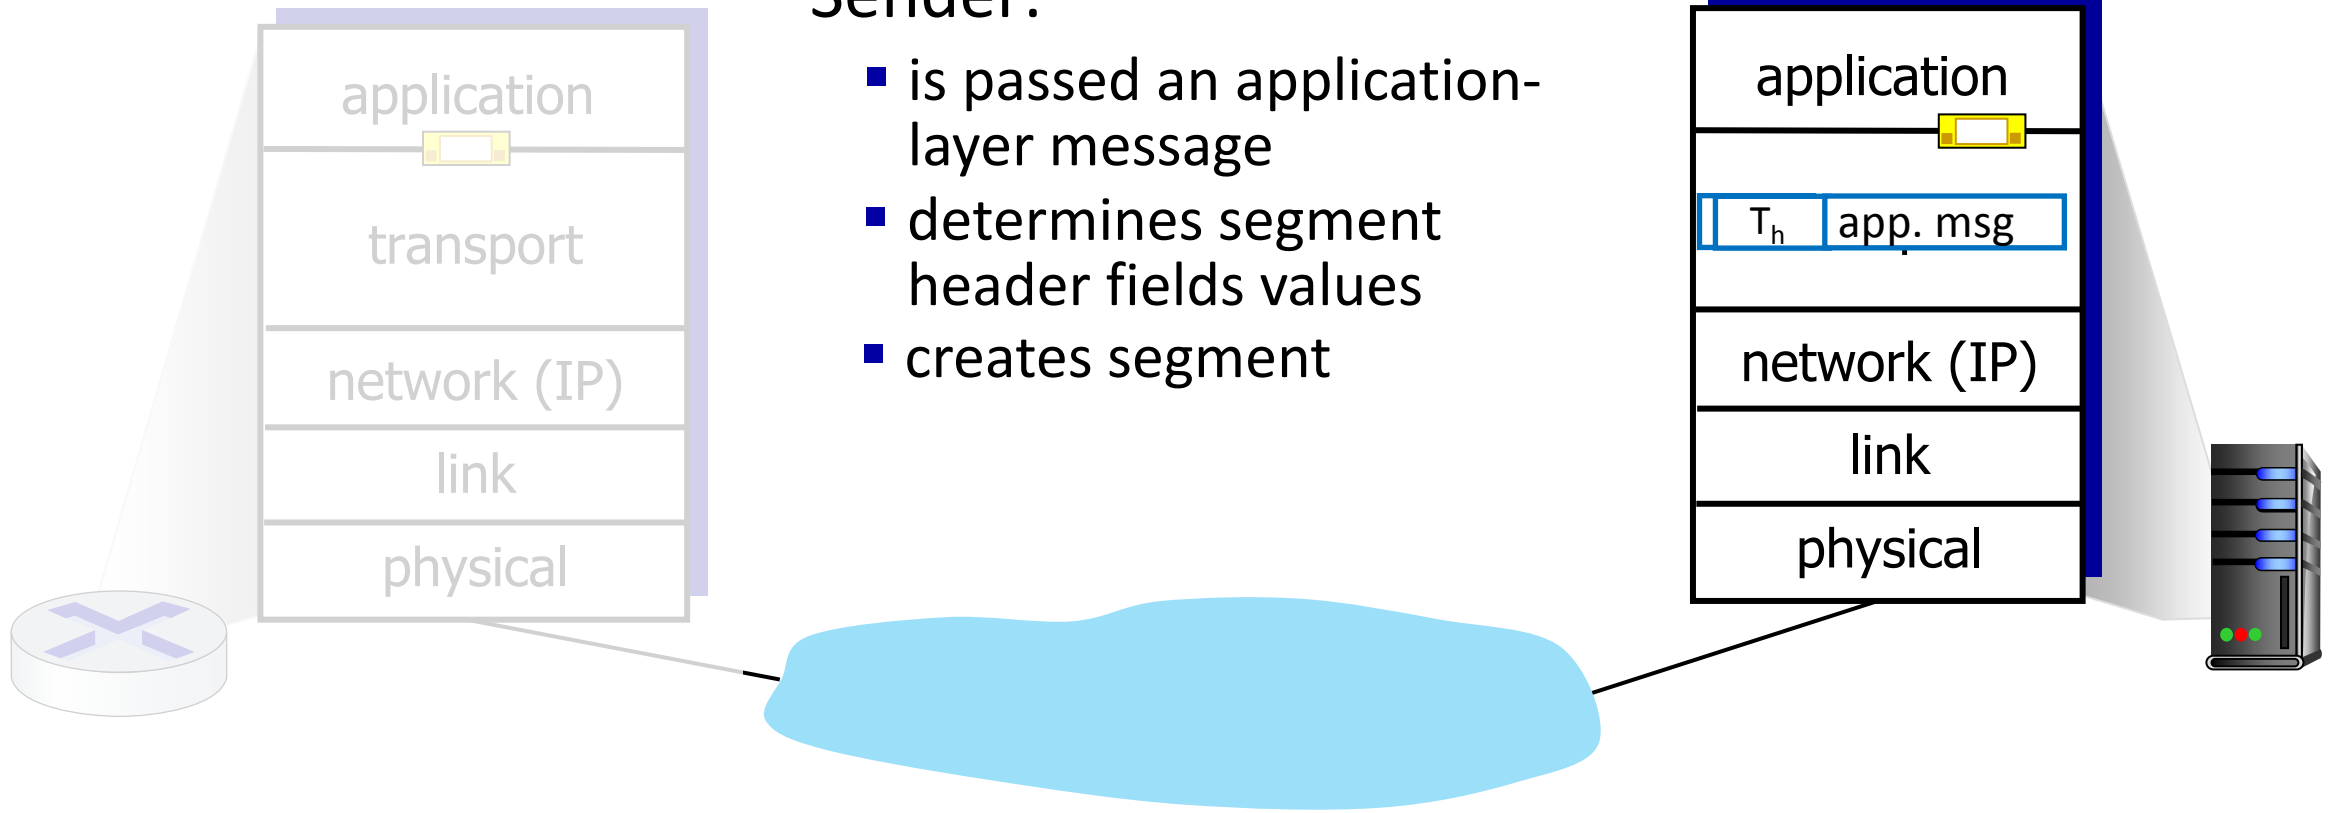 application
transport
network (IP)
link
physical
Sender:
is passed an application-
layer message
determines segment
header fields values
creates segment
application
Th app. msg
network (IP)
link
physical